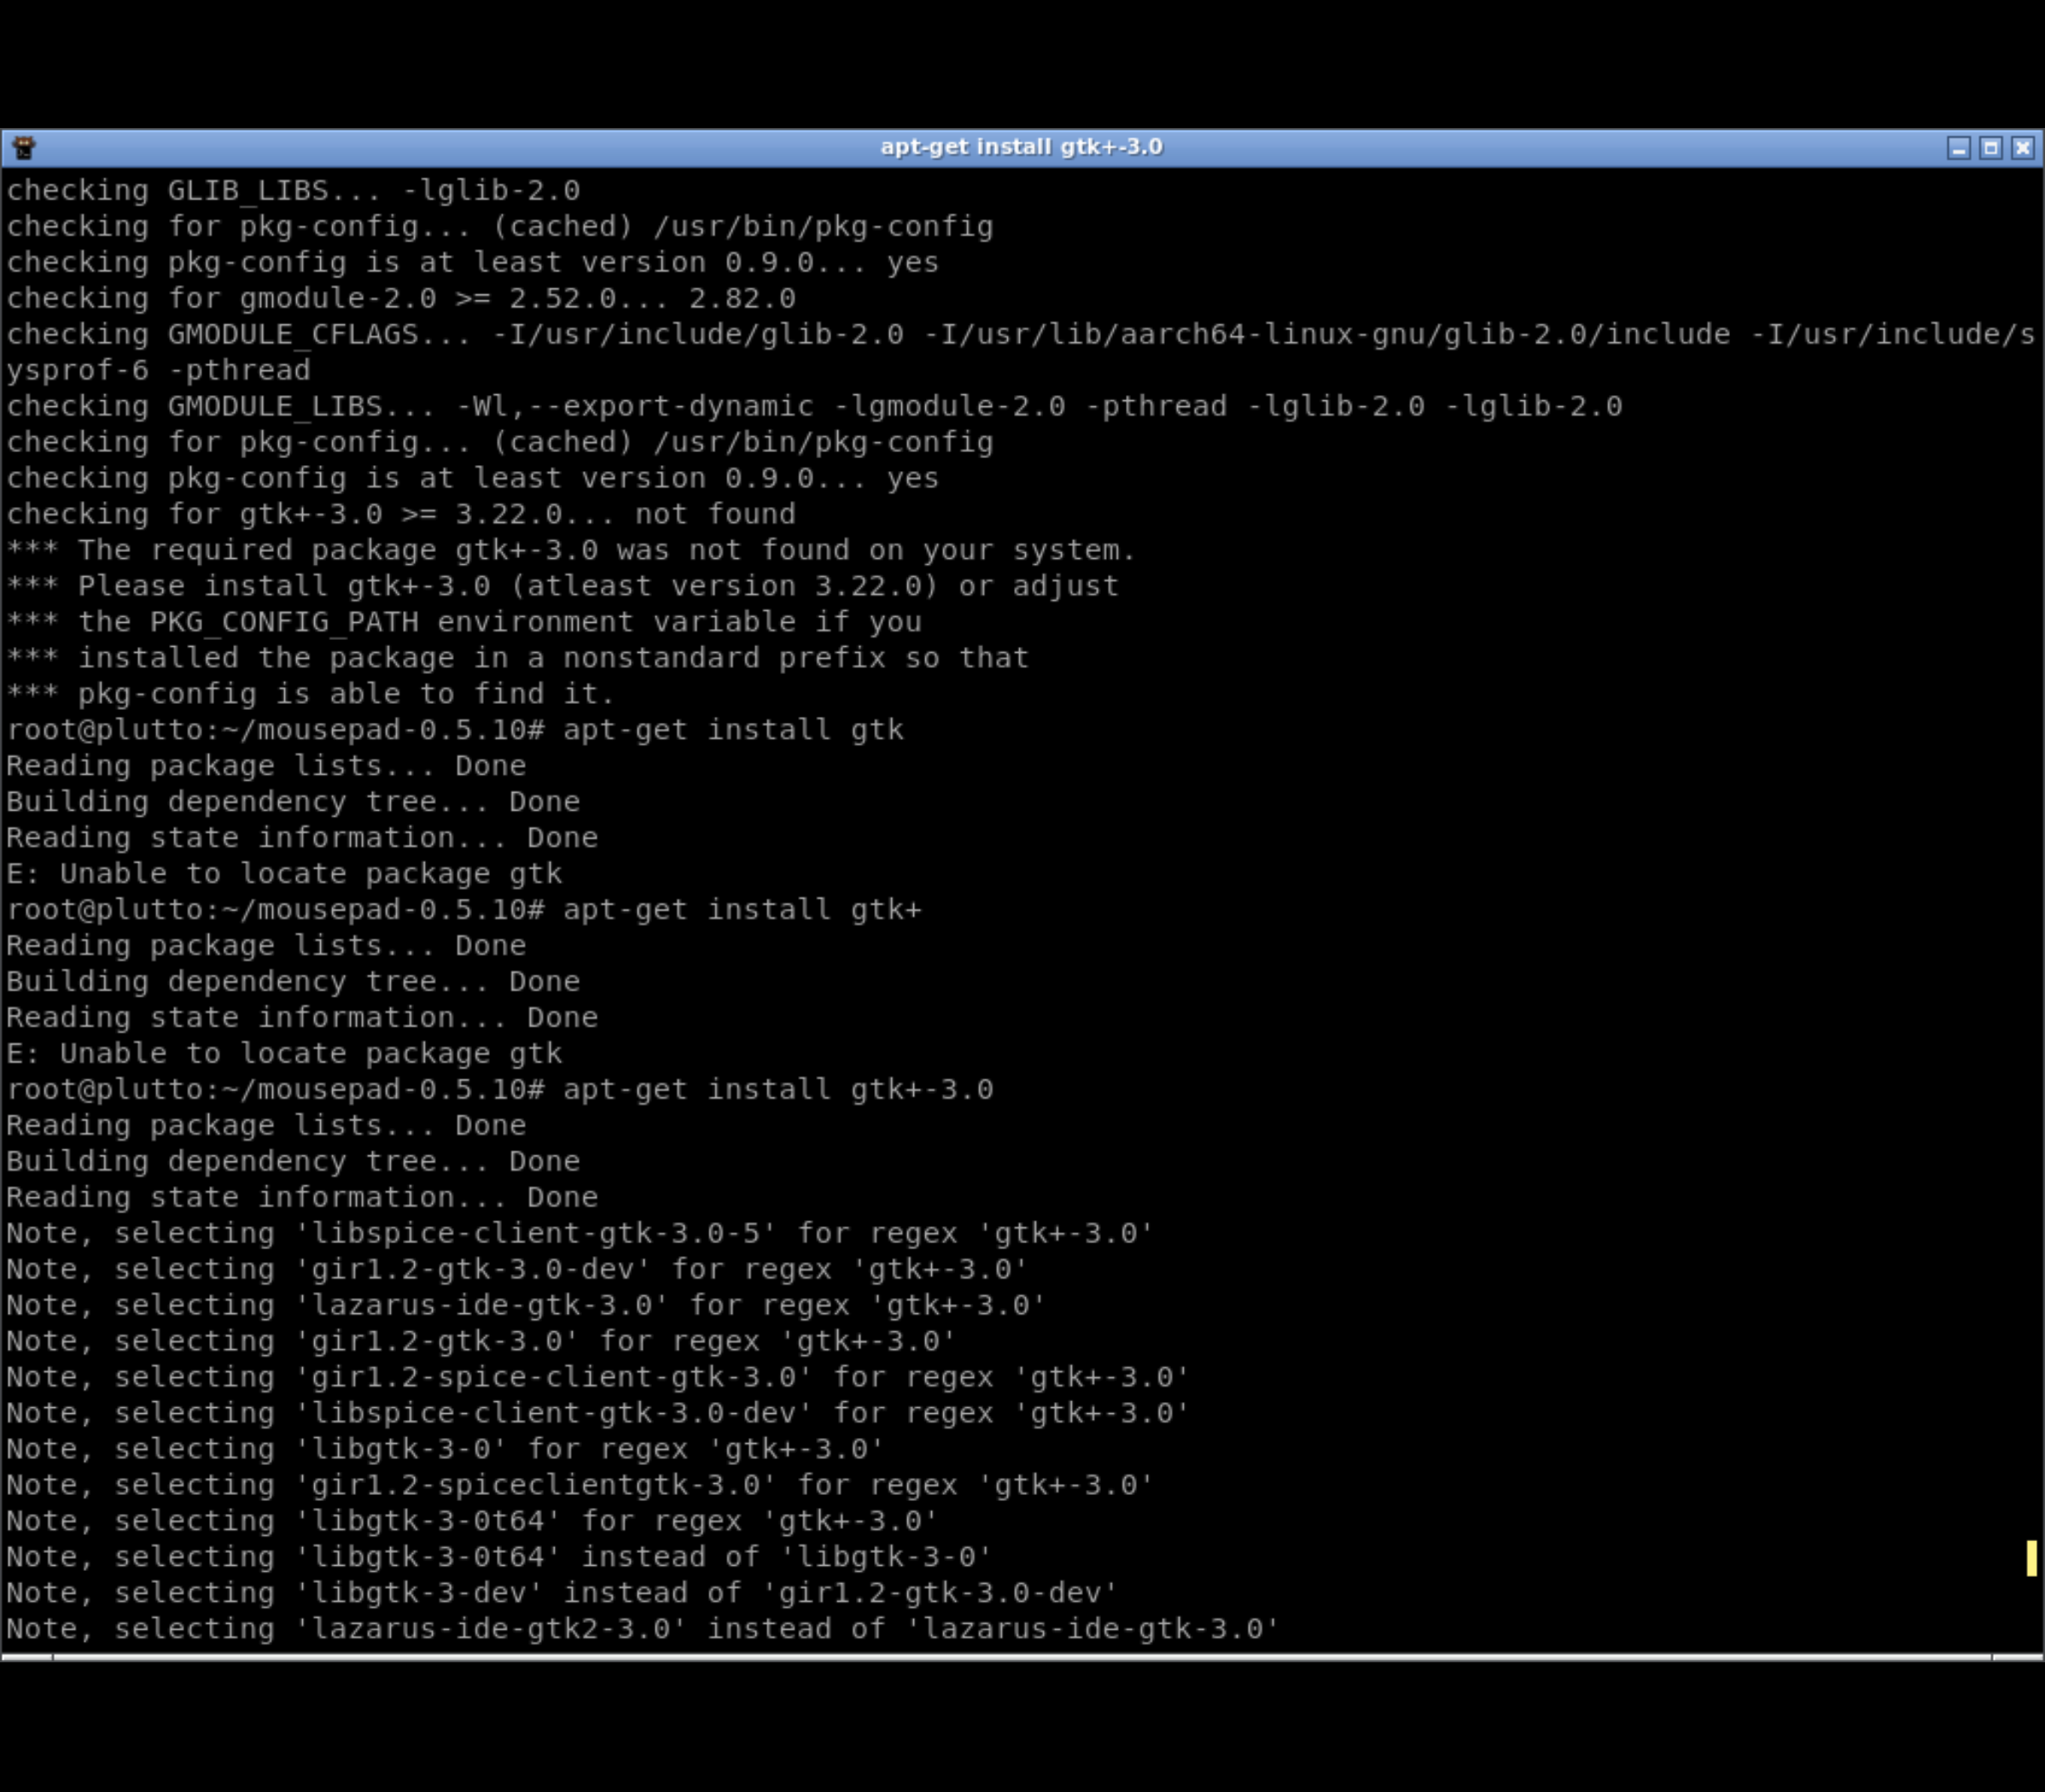 apt-get install gtk+-3.0
checking GLIB_LIBS... -lglib-2.0
checking for pkg-config... (cached) /usr/bin/pkg-config
checking pkg-config is at least version 0.9.0... yes
checking for gmodule-2.0 >= 2.52.0... 2.82.0
checking GMODULE_CFLAGS... -I/usr/include/glib-2.0 -I/usr/lib/aarch64-linux-gnu/glib-2.0/include -I/usr/include/s
ysprof-6 -pthread
checking GMODULE_LIBS... -Wl,--export-dynamic -lgmodule-2.0 -pthread -lglib-2.0 -lglib-2.0
checking for pkg-config... (cached) /usr/bin/pkg-config
checking pkg-config is at least version 0.9.0... yes
checking for gtk+-3.0 >= 3.22.0... not found
*** The required package gtk+-3.0 was not found on your system.
*** Please install gtk+-3.0 (atleast version 3.22.0) or adjust
*** the PKG_CONFIG_PATH environment variable if you
*** installed the package in a nonstandard prefix so that
*** pkg-config is able to find it.
root@plutto:~/mousepad-0.5.10# apt-get install gtk
Reading package lists... Done
Building dependency tree... Done
Reading state information... Done
E: Unable to locate package gtk
root@plutto:~/mousepad-0.5.10# apt-get install gtk+
Reading package lists... Done
Building dependency tree... Done
Reading state information... Done
E: Unable to locate package gtk
root@plutto:~/mousepad-0.5.10# apt-get install gtk+-3.0
Reading package lists... Done
Building dependency tree... Done
Reading state information... Done
Note, selecting 'libspice-client-gtk-3.0-5' for regex 'gtk+-3.0'
Note, selecting 'gir1.2-gtk-3.0-dev' for regex 'gtk+-3.0'
Note, selecting 'lazarus-ide-gtk-3.0' for regex 'gtk+-3.0'
Note, selecting 'gir1.2-gtk-3.0' for regex 'gtk+-3.0'
Note, selecting 'gir1.2-spice-client-gtk-3.0' for regex 'gtk+-3.0'
Note, selecting 'libspice-client-gtk-3.0-dev' for regex 'gtk+-3.0'
Note, selecting 'libgtk-3-0' for regex 'gtk+-3.0'
Note, selecting 'gir1.2-spiceclientgtk-3.0' for regex 'gtk+-3.0'
Note, selecting 'libgtk-3-0t64' for regex 'gtk+-3.0'
Note, selecting 'libgtk-3-0t64' instead of 'libgtk-3-0'
Note, selecting 'libgtk-3-dev' instead of 'gir1.2-gtk-3.0-dev'
Note, selecting 'lazarus-ide-gtk2-3.0' instead of 'lazarus-ide-gtk-3.0'